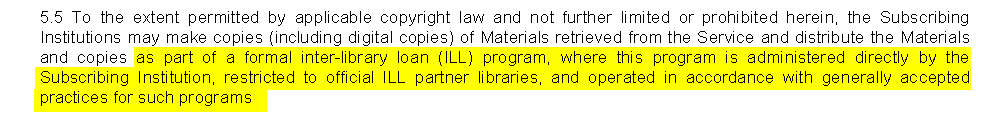 5.5 To the extent permitted by applicable copyright law and not further limited or prohibited herein, the Subscribing
Institutions may make copies (including digital copies) of Materials retrieved from the Service and distribute the Materials
and copies as part of a formal inter-library loan (ILL) program, where this program is administered directly by the
Subscribing Institution, restricted to official ILL partner libraries, and operated in accordance with generally accepted
practices for such programs